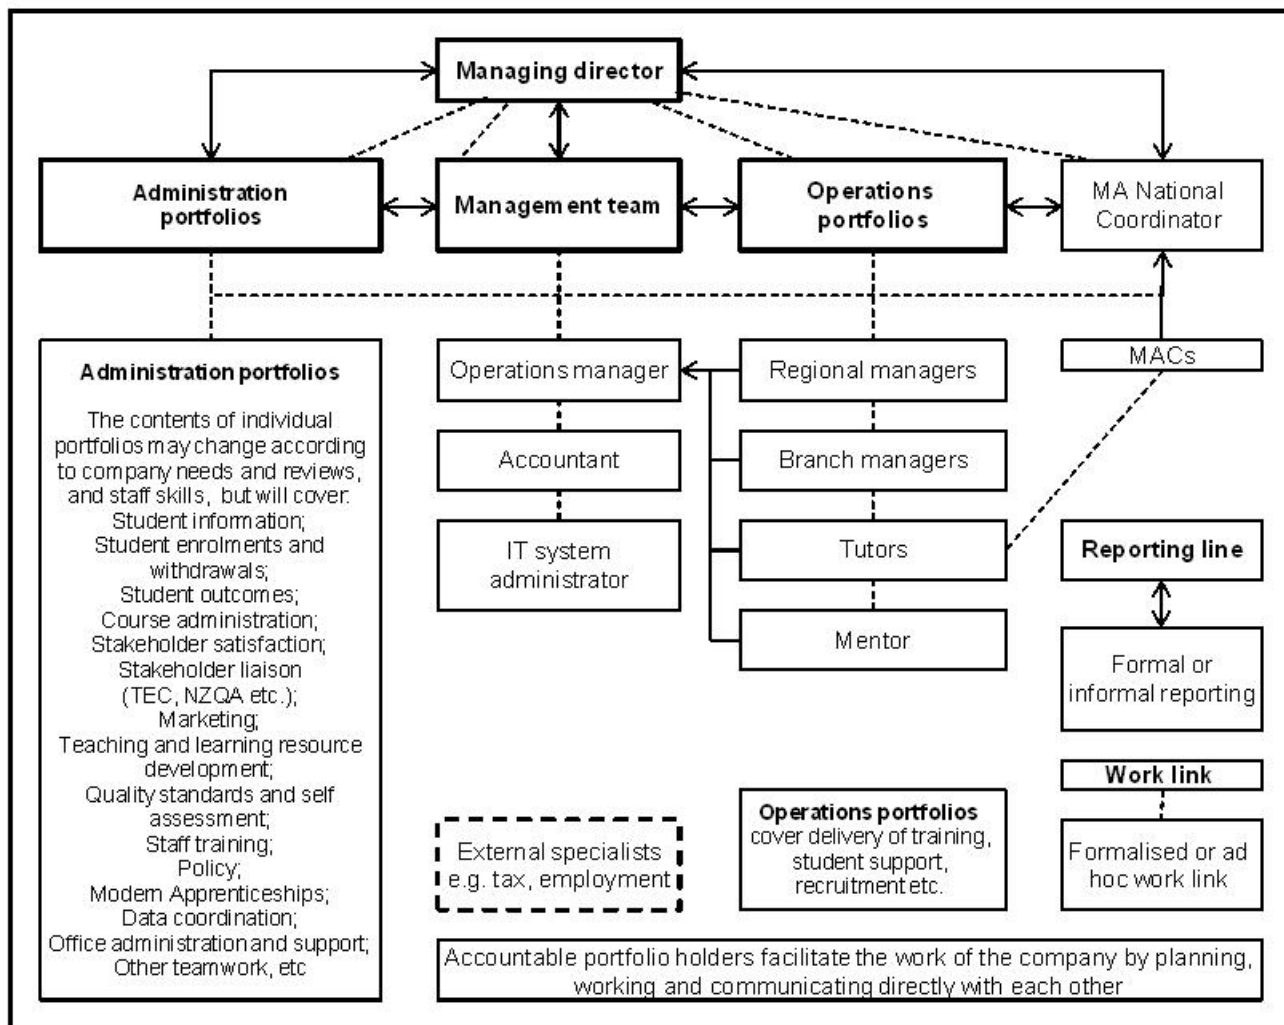 Managing director
Administration
portfolios
Management team
Operations
portfolios
MA National
Coordinator
Administration portfolios
The contents of individual
portfolios may change according
to company needs and reviews,
and staff skills, but will cover:
Student information;
Student enrolments and
withdrawals;
Student outcomes;
Course administration;
Stakeholder satisfaction;
Stakeholder liaison
(TEC, NZQA etc.);
Marketing;
Teaching and learning resource
development;
Quality standards and self
assessment;
Staff training;
Policy;
Modern Apprenticeships;
Data coordination;
Office administration and support;
Other teamwork, etc
Operations manager
Accountant
IT system
administrator
Regional managers
Branch managers
Tutors
Mentor
MACs
Reporting line
Formal or
informal reporting
Work link
Formalised or ad
hoc work link
External specialists
e.g. tax, employment
Operations portfolios
cover delivery of training,
student support,
recruitment etc.
Accountable portfolio holders facilitate the work of the company by planning,
working and communicating directly with each other